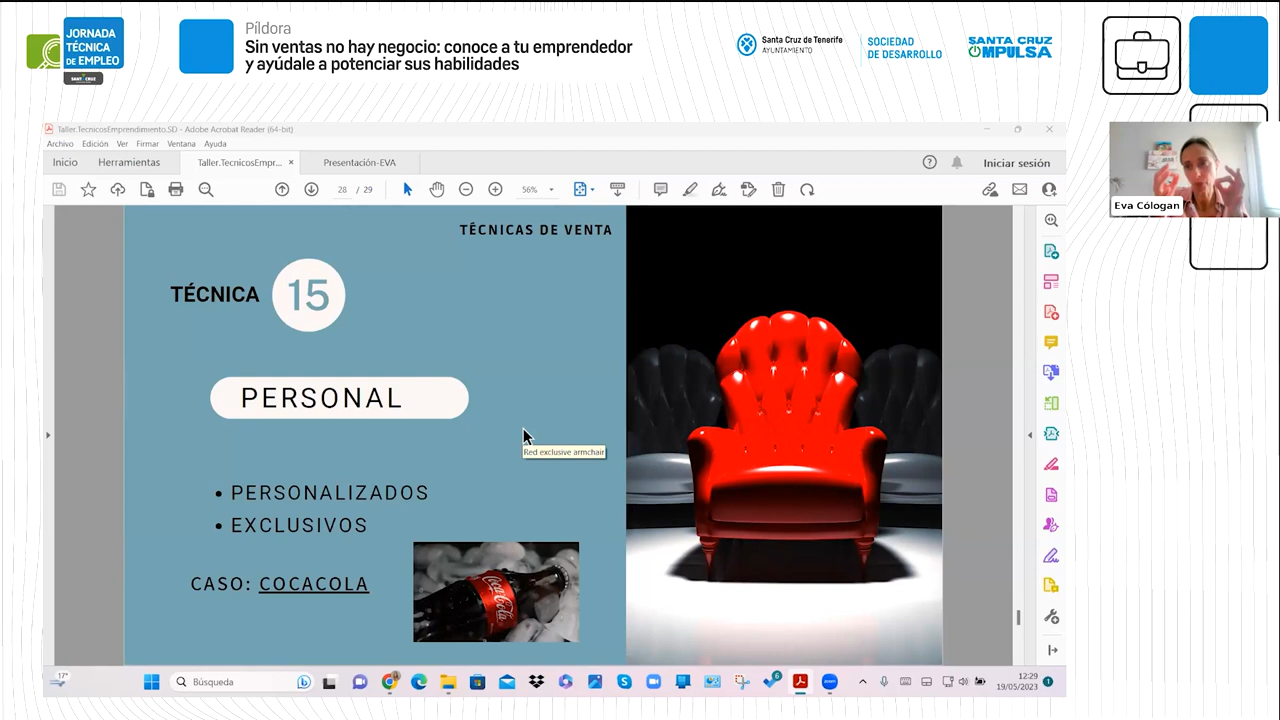 JORNADA
TÉCNICA
DE EMPLEO
Píldora
Sin ventas no hay negocio: conoce a tu emprendedor
y ayúdale a potenciar sus habilidades
Santa Cruz de Tenerife
AYUNTAMIENTO
SOCIEDAD
DE DESARROLLO
SANTA CRUZ
OMPULSA
Taller.TecnicosEmprendimiento.SD - Adobe Acrobat Reader (64-bit)
Archivo Edición Ver Firmar Ventana Ayuda
Inicio Herramientas Taller.TecnicosEmpr... × Presentación-EVA Iniciar sesión
28 / 29 56%
Eva Cólogan
TÉCNICAS DE VENTA
TÉCNICA 15
PERSONAL
Red exclusive armchair
• PERSONALIZADOS
• EXCLUSIVOS
CASO: COCACOLA
Coca-Cola
17°
Búsqueda
12:29
19/05/2023